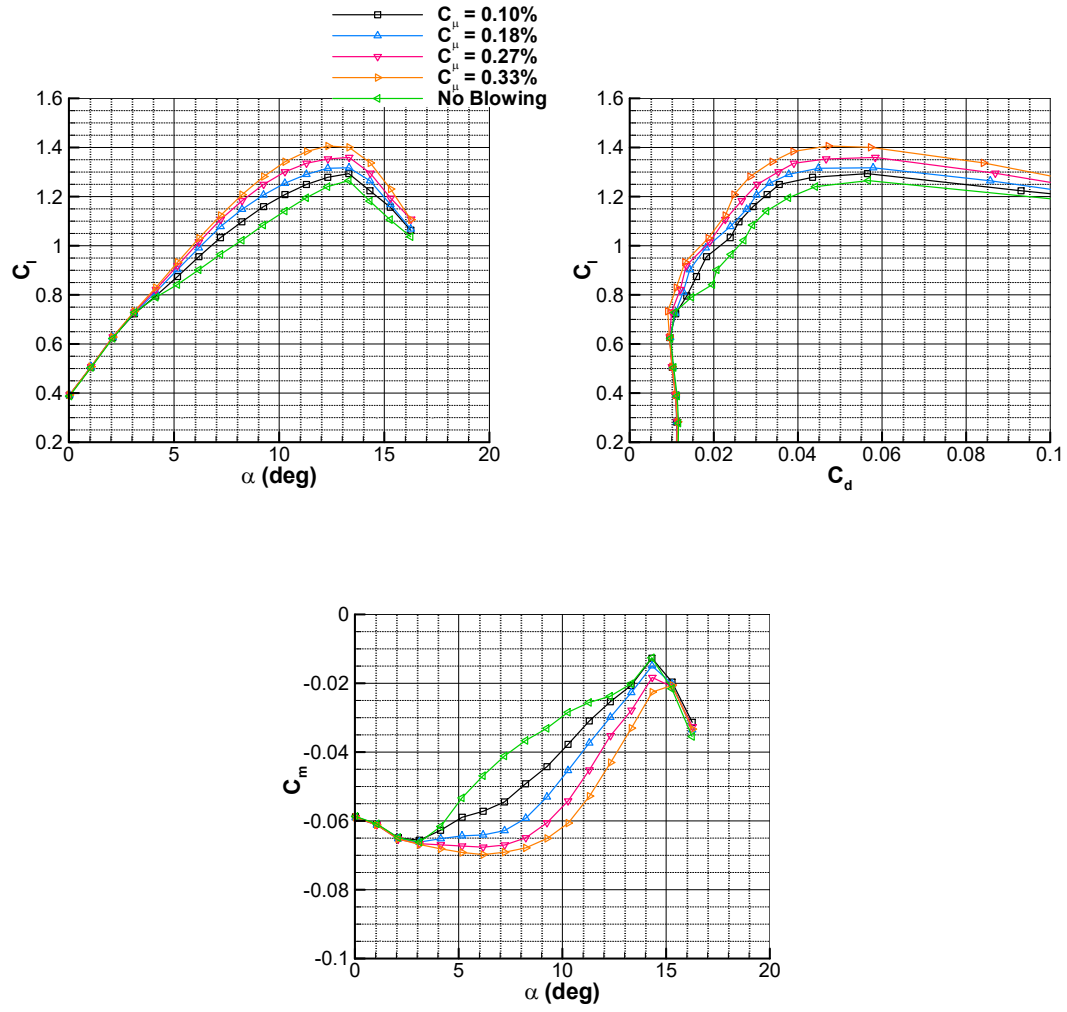 C_μ = 0.10%
C_μ = 0.18%
C_μ = 0.27%
C_μ = 0.33%
No Blowing
1.6
1.4
1.2
1
0.8
0.6
0.4
0.2
C_l
0 5 10 15 20
α (deg)
1.6
1.4
1.2
1
0.8
0.6
0.4
0.2
C_l
0 0.02 0.04 0.06 0.08 0.1
C_d
0
-0.02
-0.04
-0.06
-0.08
-0.1
C_m
0 5 10 15 20
α (deg)